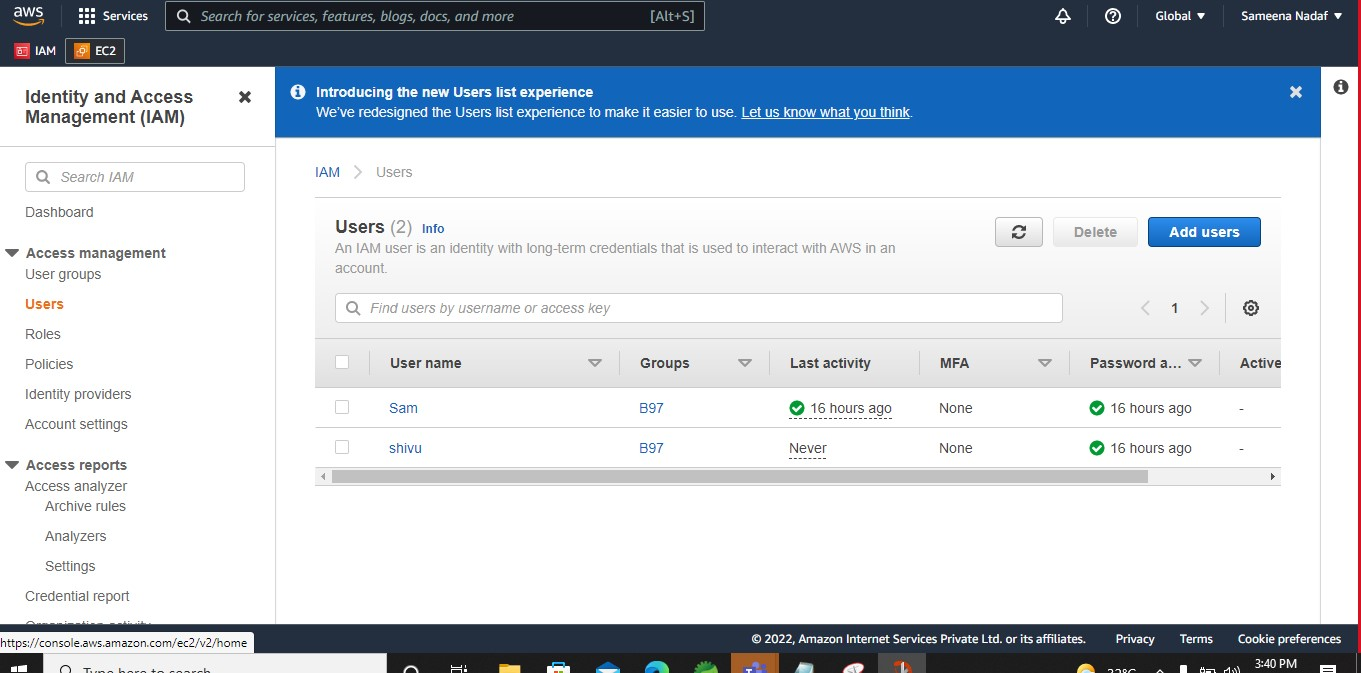 aws
Services
Search for services, features, blogs, docs, and more
[Alt+S]
Global
Sameena Nadaf
IAM
EC2
Identity and Access
Management (IAM)
Search IAM
Dashboard
Access management
User groups
Users
Roles
Policies
Identity providers
Account settings
Access reports
Access analyzer
Archive rules
Analyzers
Settings
Credential report
Organization activity
Introducing the new Users list experience
We've redesigned the Users list experience to make it easier to use. Let us know what you think.
IAM
Users
Users (2) Info
An IAM user is an identity with long-term credentials that is used to interact with AWS in an
account.
Delete
Add users
Find users by username or access key
1
User name
Groups
Last activity
MFA
Password a...
Active
Sam
B97
16 hours ago
None
16 hours ago
-
shivu
B97
Never
None
16 hours ago
-
https://console.aws.amazon.com/ec2/v2/home
© 2022, Amazon Internet Services Private Ltd. or its affiliates.
Privacy
Terms
Cookie preferences
Type here to search
32°C
3:40 PM